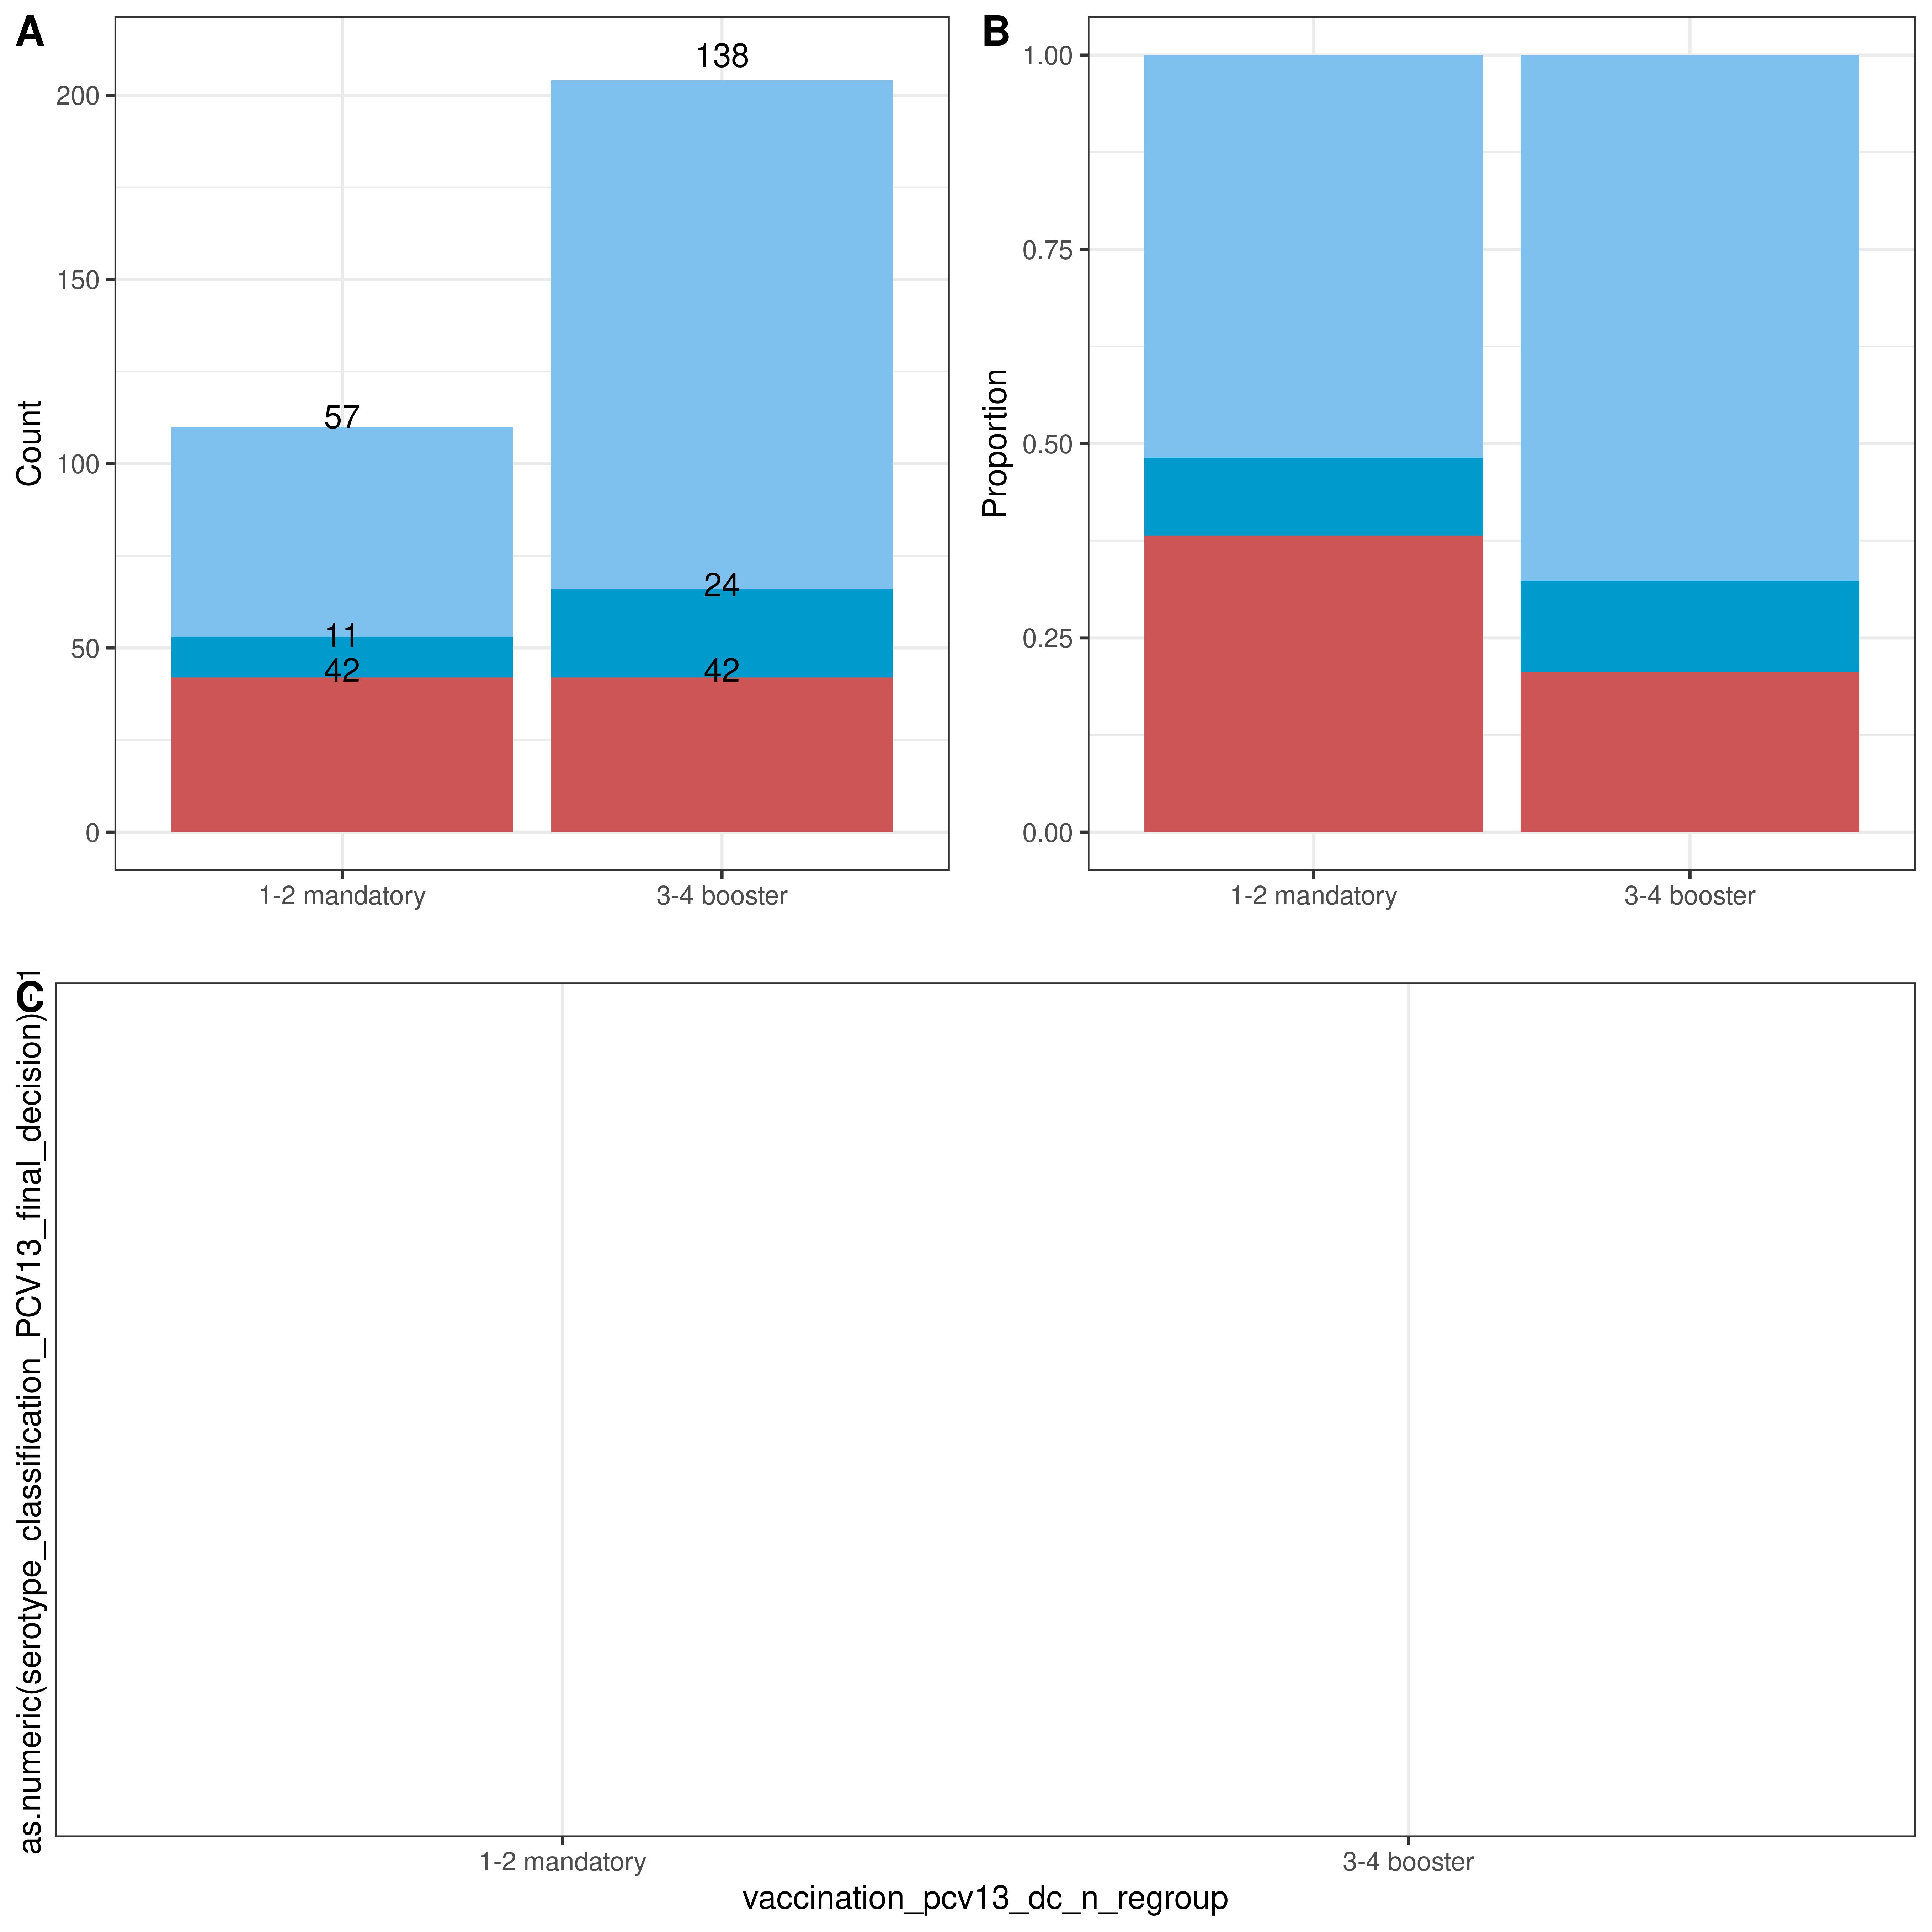 A
Count
200
150
100
50
0
138
57
24
11
42
42
1-2 mandatory
3-4 booster
B
Proportion
1.00
0.75
0.50
0.25
0.00
1-2 mandatory
3-4 booster
C
as.numeric(serotype_classification_PCV13_final_decision)-1
1-2 mandatory
3-4 booster
vaccination_pcv13_dc_n_regroup